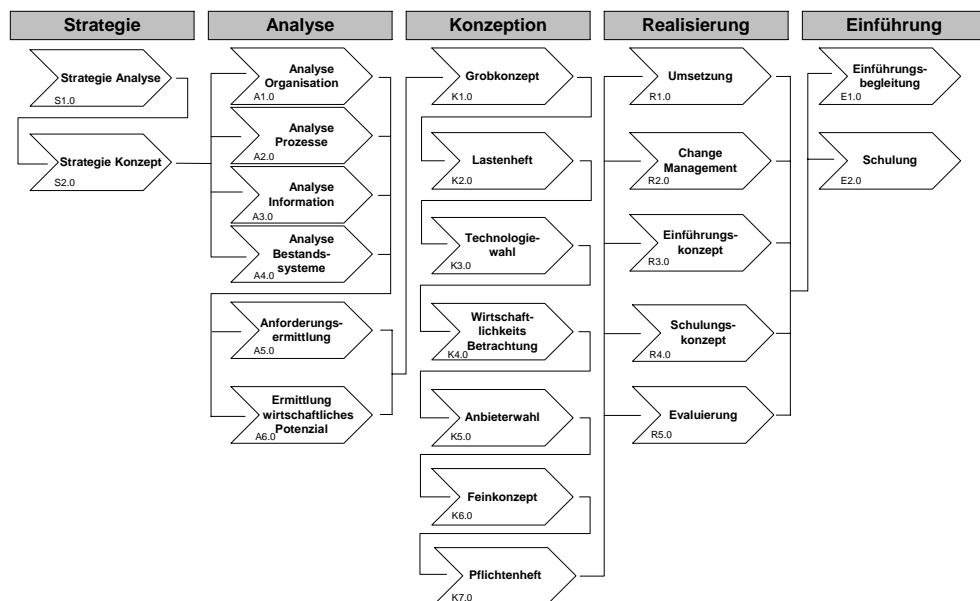 Strategie
Analyse
Konzeption
Realisierung
Einführung
Strategie Analyse
S1.0
Strategie Konzept
S2.0
Analyse
Organisation
A1.0
Analyse
Prozesse
A2.0
Analyse
Information
A3.0
Analyse
Bestands-
systeme
A4.0
Anforderungs-
ermittlung
A5.0
Ermittlung
wirtschaftliches
Potenzial
A6.0
Grobkonzept
K1.0
Lastenheft
K2.0
Technologie-
wahl
K3.0
Wirtschaft-
lichkeits
Betrachtung
K4.0
Anbieterwahl
K5.0
Feinkonzept
K6.0
Pflichtenheft
K7.0
Umsetzung
R1.0
Change
Management
R2.0
Einführungs-
konzept
R3.0
Schulungs-
konzept
R4.0
Evaluierung
R5.0
Einführungs-
begleitung
E1.0
Schulung
E2.0